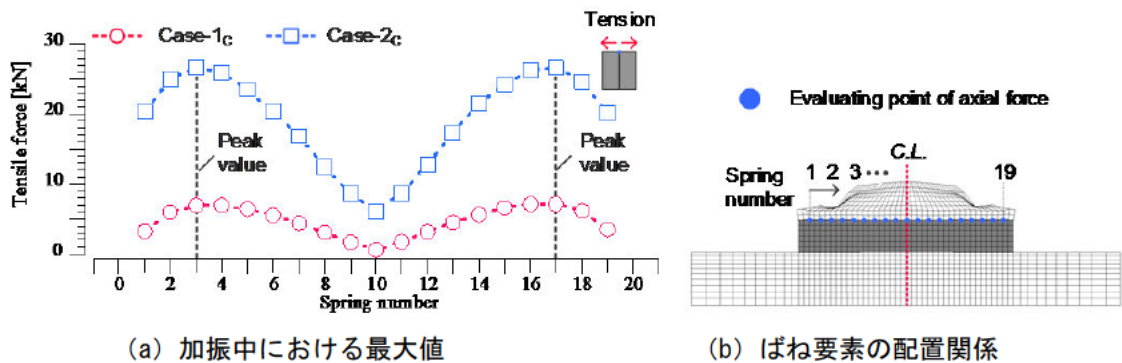 Case-1G
Case-2G
Tension
30
20
10
0
Tensile force [kN]
Peak
value
Peak
value
0 2 4 6 8 10 12 14 16 18 20
Spring number
Evaluating point of axial force
C.L.
Spring
number
1 2 3 ••• 19
(a) 加振中における最大値
(b) ばね要素の配置関係